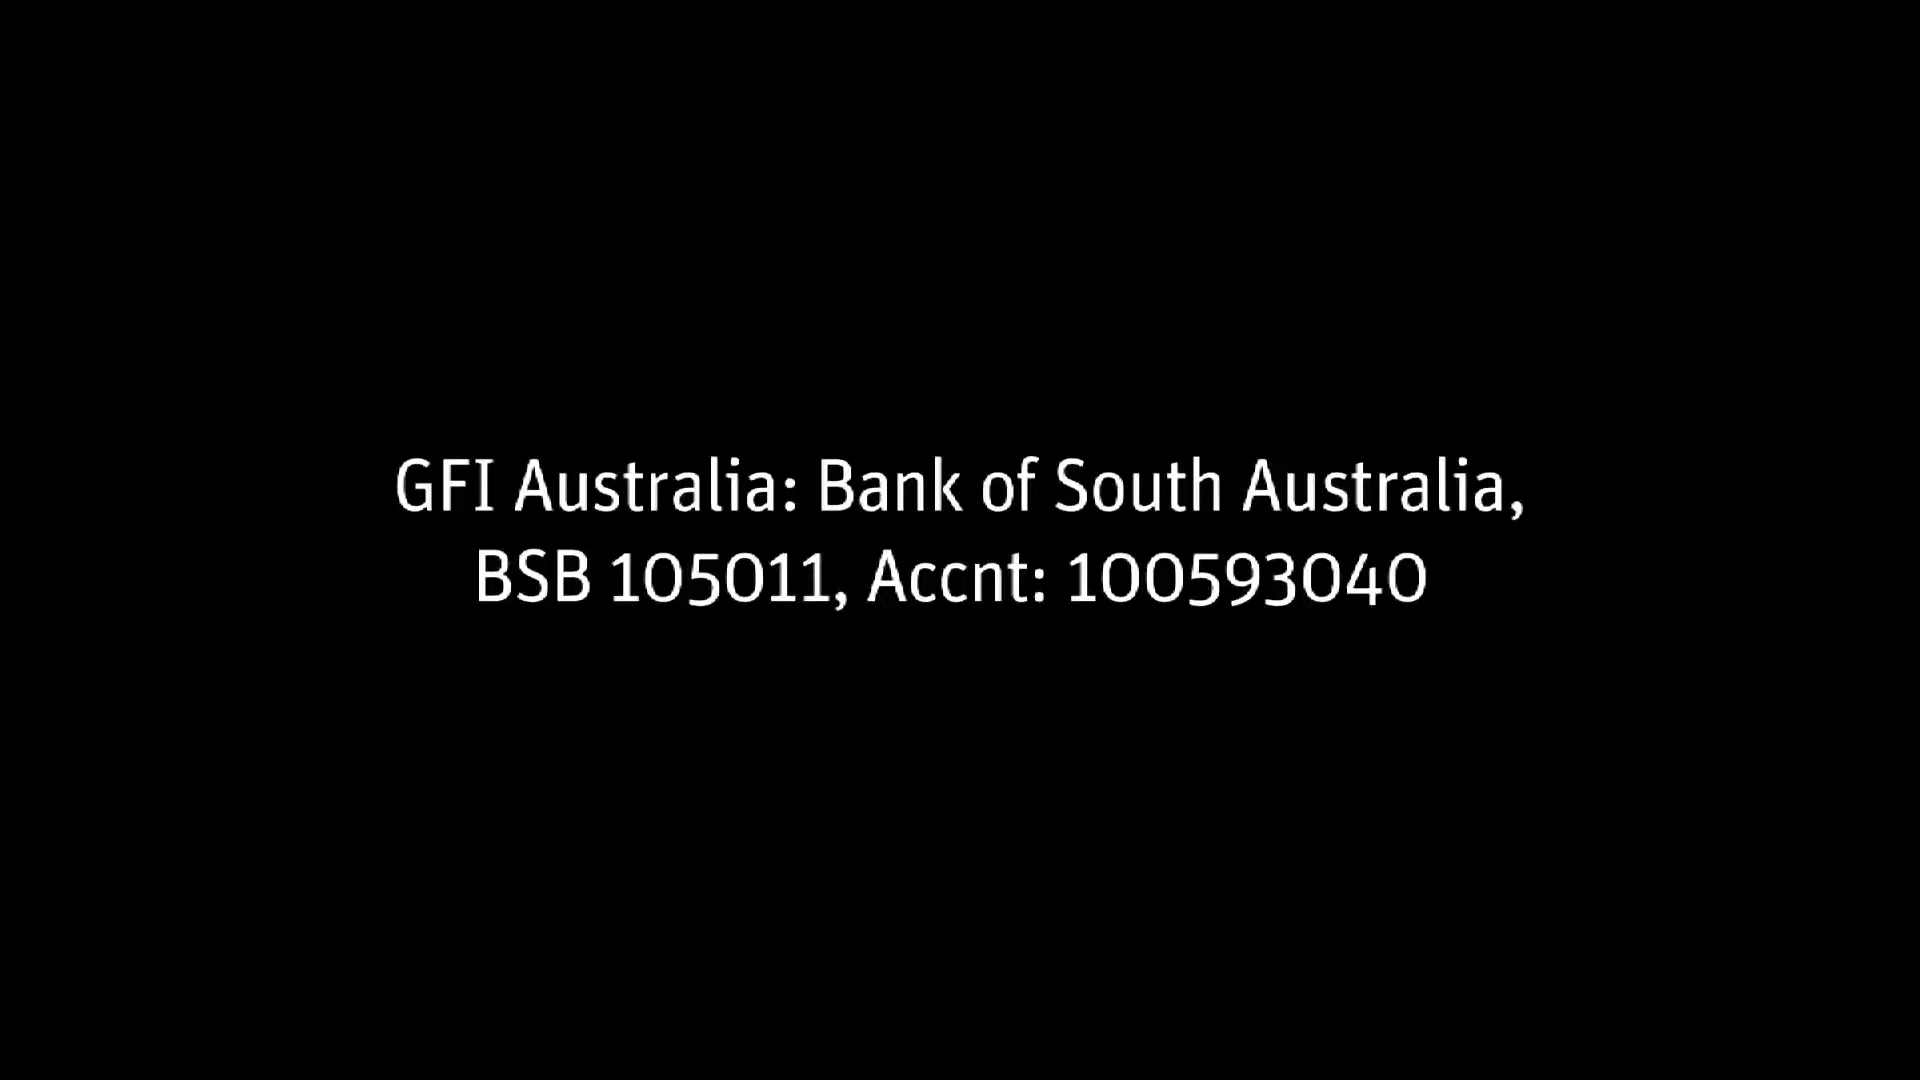 GFI Australia: Bank of South Australia,
BSB 105011, Accnt: 100593040